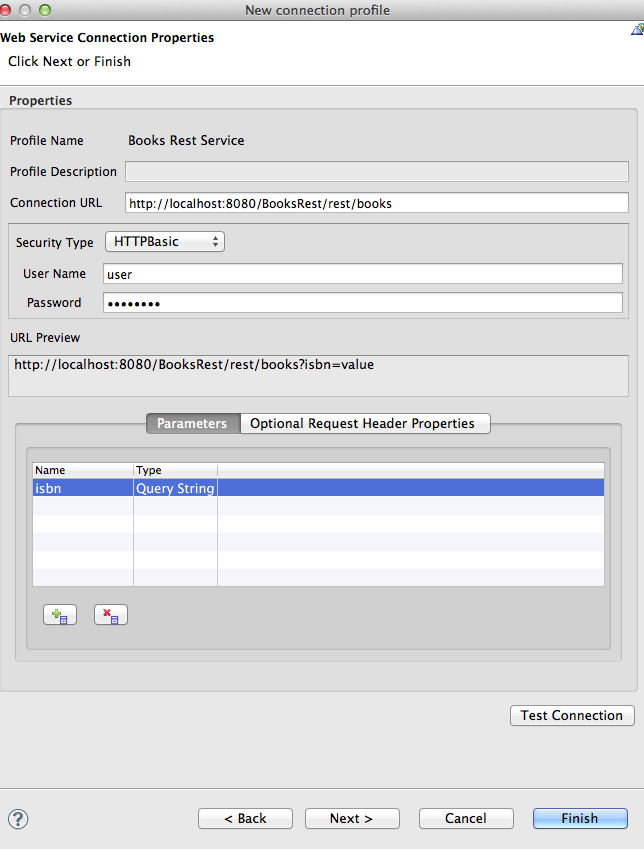 New connection profile
Web Service Connection Properties
Click Next or Finish
Properties
Profile Name Books Rest Service
Profile Description
Connection URL http://localhost:8080/BooksRest/rest/books
Security Type HTTPBasic
User Name user
Password ••••••••
URL Preview
http://localhost:8080/BooksRest/rest/books?isbn=value
Parameters Optional Request Header Properties
Name Type
isbn Query String
Test Connection
? < Back Next > Cancel Finish